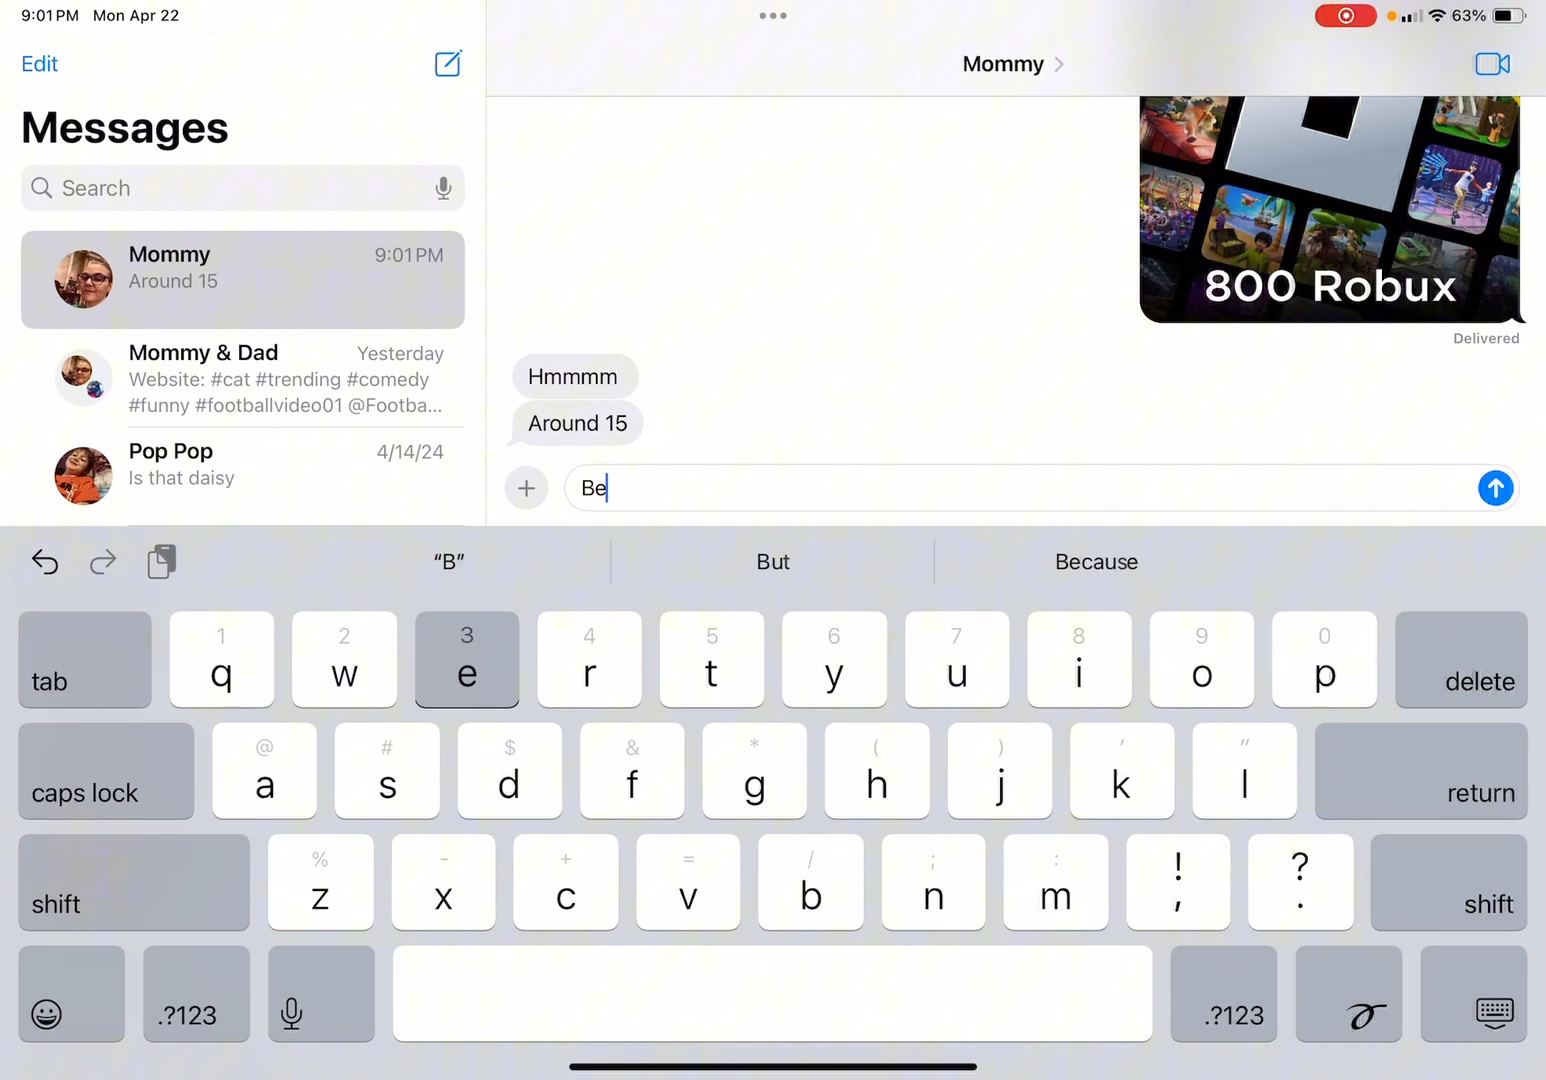 9:01 PM Mon Apr 22
63%
Edit
Mommy
Messages
Search
Mommy 9:01 PM
Around 15
Mommy & Dad Yesterday
Website: #cat #trending #comedy
#funny #footballvideo01 @Footba...
Pop Pop 4/14/24
Is that daisy
800 Robux
Delivered
Hmmmm
Around 15
Be
“B” But Because
tab
1 2 3 4 5 6 7 8 9 0
q w e r t y u i o p
delete
caps lock
@ # $ & * ( ) ' "
a s d f g h j k l
return
shift
% - + = / ; : ! ?
z x c v b n m , .
shift
.?123 .?123